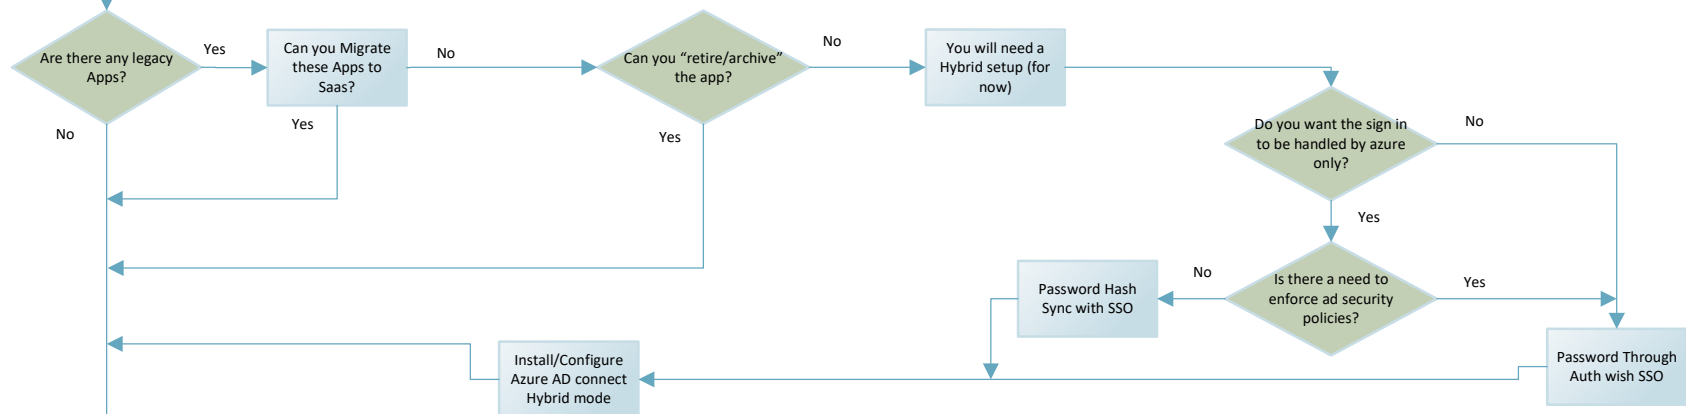 Are there any legacy
Apps?
Yes
No
Can you Migrate
these Apps to
Saas?
No
Yes
Can you “retire/archive”
the app?
No
Yes
You will need a
Hybrid setup (for
now)
Do you want the sign in
to be handled by azure
only?
No
Yes
Is there a need to
enforce ad security
policies?
No
Yes
Password Hash
Sync with SSO
Password Through
Auth wish SSO
Install/Configure
Azure AD connect
Hybrid mode